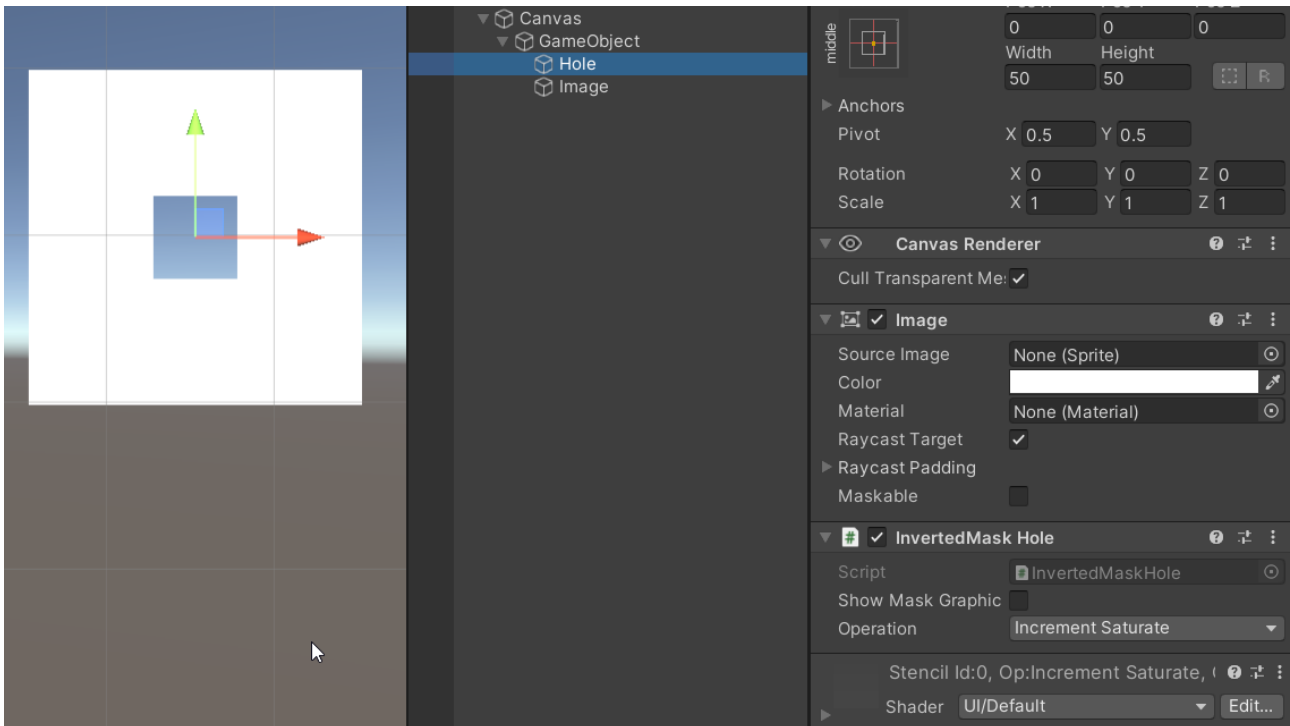 Canvas
GameObject
Hole
Image
middle
0 0 0
Width Height
50 50 R
Anchors
Pivot X 0.5 Y 0.5
Rotation X 0 Y 0 Z 0
Scale X 1 Y 1 Z 1
Canvas Renderer
Cull Transparent Me
Image
Source Image None (Sprite)
Color
Material None (Material)
Raycast Target
Raycast Padding
Maskable
# InvertedMask Hole
Script InvertedMaskHole
Show Mask Graphic
Operation Increment Saturate
Stencil Id:0, Op:Increment Saturate, (
Shader UI/Default Edit...